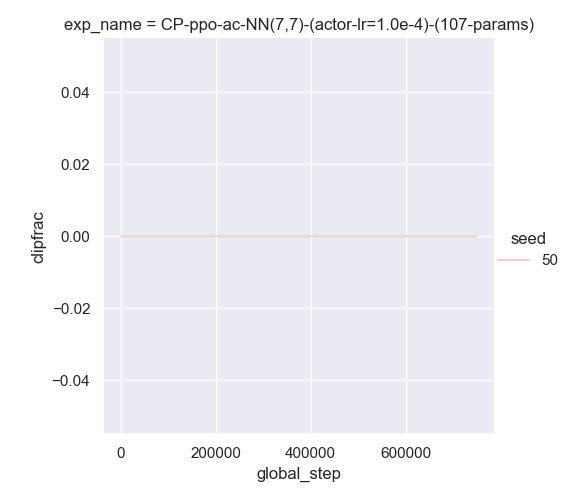 exp_name = CP-ppo-ac-NN(7,7)-(actor-lr=1.0e-4)-(107-params)
0.04
0.02
0.00
−0.02
−0.04
clipfrac
0 200000 400000 600000
global_step
seed
50